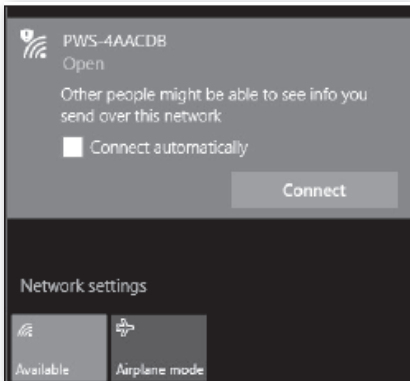 PWS-4AACDB
Open
Other people might be able to see info you
send over this network
Connect automatically
Connect
Network settings
Available
Airplane mode